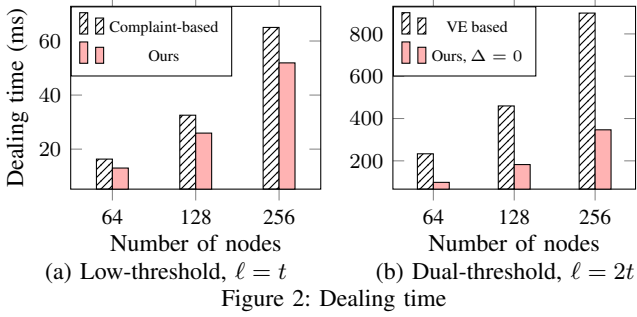 Dealing time (ms)
60
40
20
Complaint-based
Ours
64 128 256
Number of nodes
(a) Low-threshold, ℓ = t
800
600
400
200
VE based
Ours, Δ = 0
64 128 256
Number of nodes
(b) Dual-threshold, ℓ = 2t
Figure 2: Dealing time